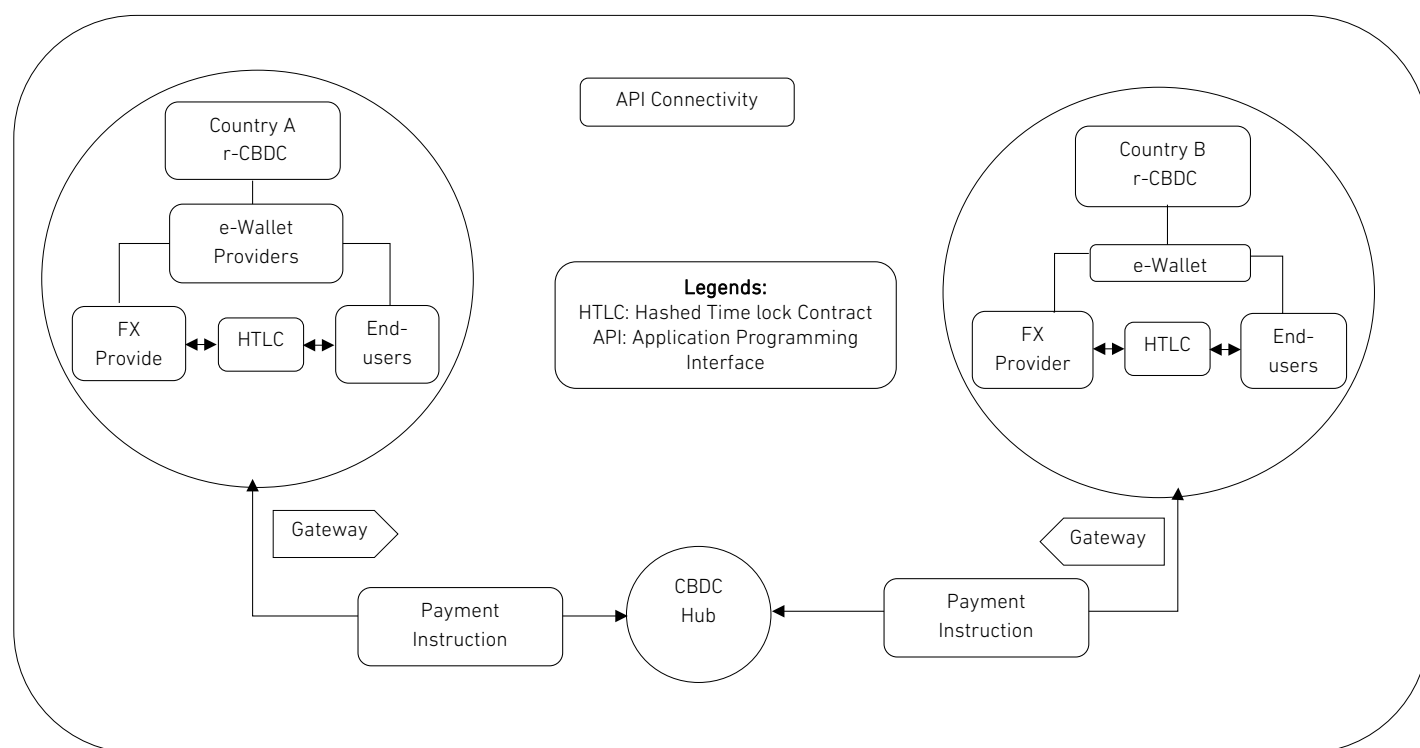 API Connectivity
Country A
r-CBDC
e-Wallet
Providers
FX
Provide
HTLC
End-
users
Country B
r-CBDC
e-Wallet
FX
Provider
HTLC
End-
users
Legends:
HTLC: Hashed Time lock Contract
API: Application Programming
Interface
Gateway
Gateway
Payment
Instruction
CBDC
Hub
Payment
Instruction